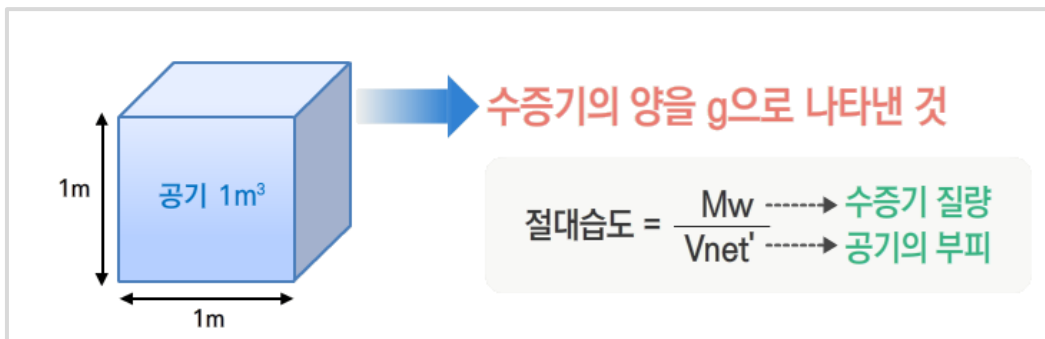 수증기의 양을 g으로 나타낸 것
1m
공기 1m³
1m
절대습도 = Mw / Vnet'
수증기 질량
공기의 부피